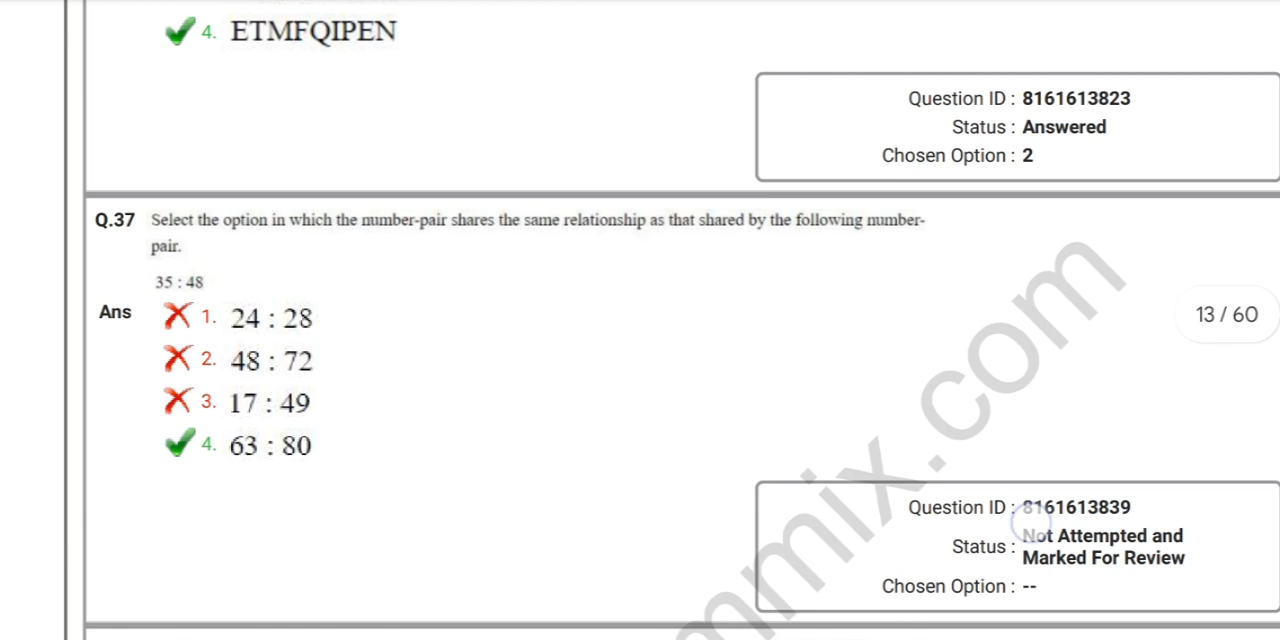 4. ETMFQIPEN
Question ID : 8161613823
Status : Answered
Chosen Option : 2
Q.37 Select the option in which the number-pair shares the same relationship as that shared by the following number-
pair.
35 : 48
Ans 1. 24 : 28
13 / 60
2. 48 : 72
3. 17 : 49
4. 63 : 80
Question ID : 8161613839
Status : Not Attempted and
Marked For Review
Chosen Option : --
mmix.com